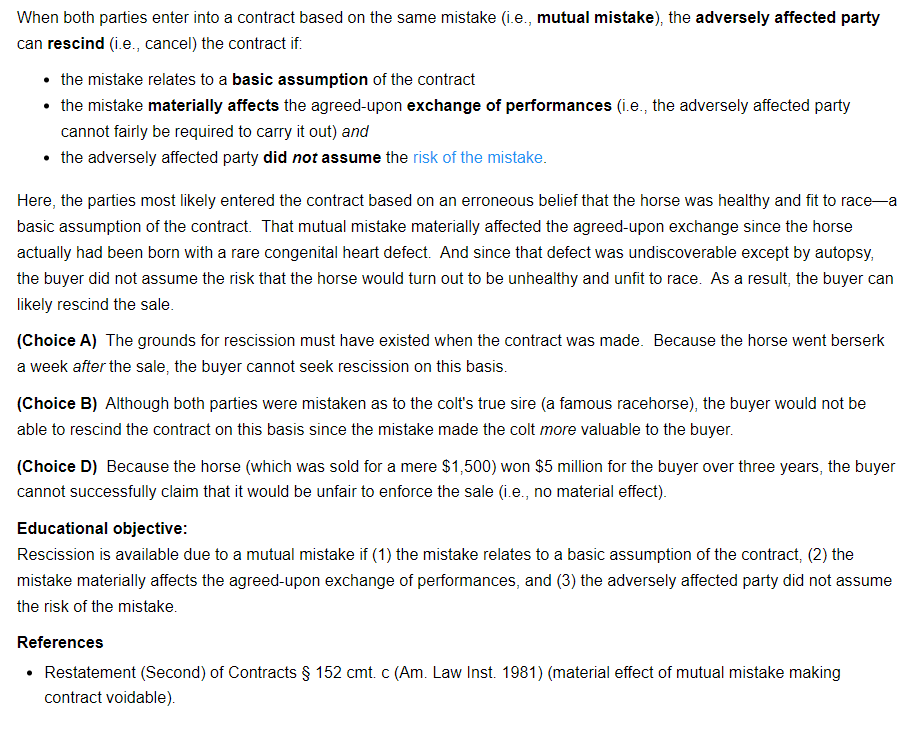 When both parties enter into a contract based on the same mistake (i.e., mutual mistake), the adversely affected party
can rescind (i.e., cancel) the contract if:
• the mistake relates to a basic assumption of the contract
• the mistake materially affects the agreed-upon exchange of performances (i.e., the adversely affected party
cannot fairly be required to carry it out) and
• the adversely affected party did not assume the risk of the mistake.
Here, the parties most likely entered the contract based on an erroneous belief that the horse was healthy and fit to race—a
basic assumption of the contract.  That mutual mistake materially affected the agreed-upon exchange since the horse
actually had been born with a rare congenital heart defect.  And since that defect was undiscoverable except by autopsy,
the buyer did not assume the risk that the horse would turn out to be unhealthy and unfit to race.  As a result, the buyer can
likely rescind the sale.
(Choice A)  The grounds for rescission must have existed when the contract was made.  Because the horse went berserk
a week after the sale, the buyer cannot seek rescission on this basis.
(Choice B)  Although both parties were mistaken as to the colt's true sire (a famous racehorse), the buyer would not be
able to rescind the contract on this basis since the mistake made the colt more valuable to the buyer.
(Choice D)  Because the horse (which was sold for a mere $1,500) won $5 million for the buyer over three years, the buyer
cannot successfully claim that it would be unfair to enforce the sale (i.e., no material effect).
Educational objective:
Rescission is available due to a mutual mistake if (1) the mistake relates to a basic assumption of the contract, (2) the
mistake materially affects the agreed-upon exchange of performances, and (3) the adversely affected party did not assume
the risk of the mistake.
References
• Restatement (Second) of Contracts § 152 cmt. c (Am. Law Inst. 1981) (material effect of mutual mistake making
contract voidable).